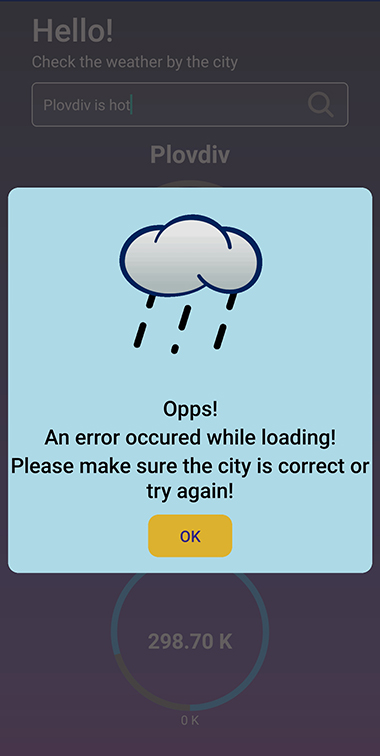 Hello!
Check the weather by the city
Plovdiv is hot
Plovdiv
Opps!
An error occured while loading!
Please make sure the city is correct or
try again!
OK
298.70 K
0 K